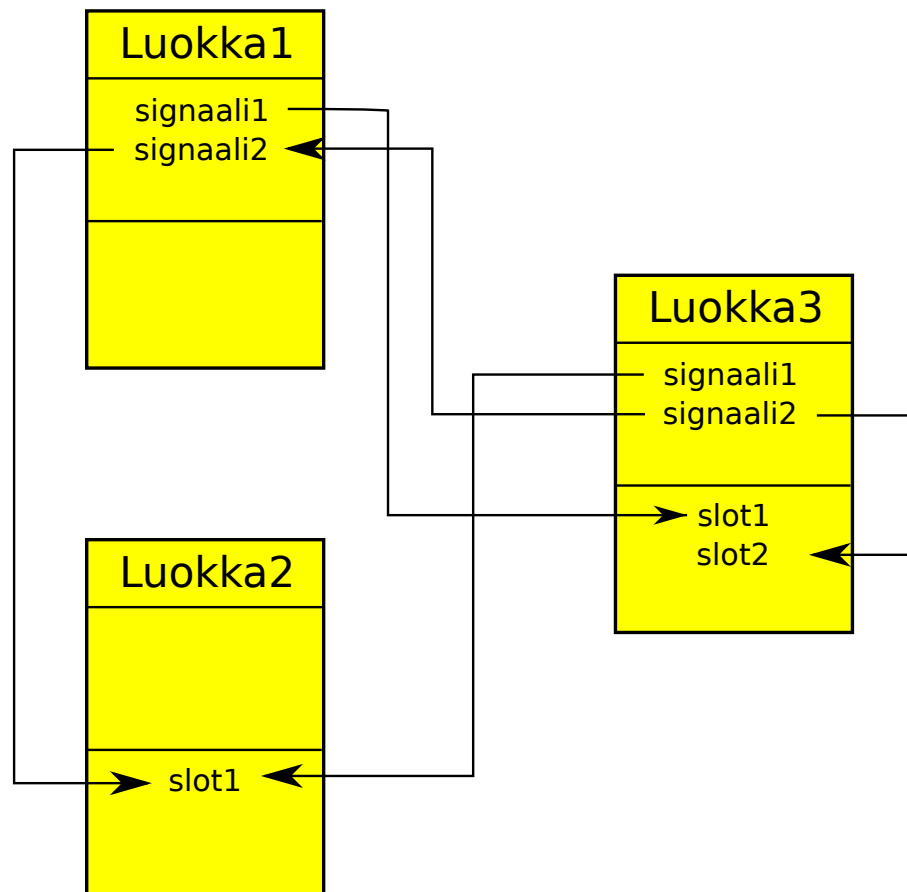 Luokka1
signaali1
signaali2
Luokka3
signaali1
signaali2
slot1
slot2
Luokka2
slot1